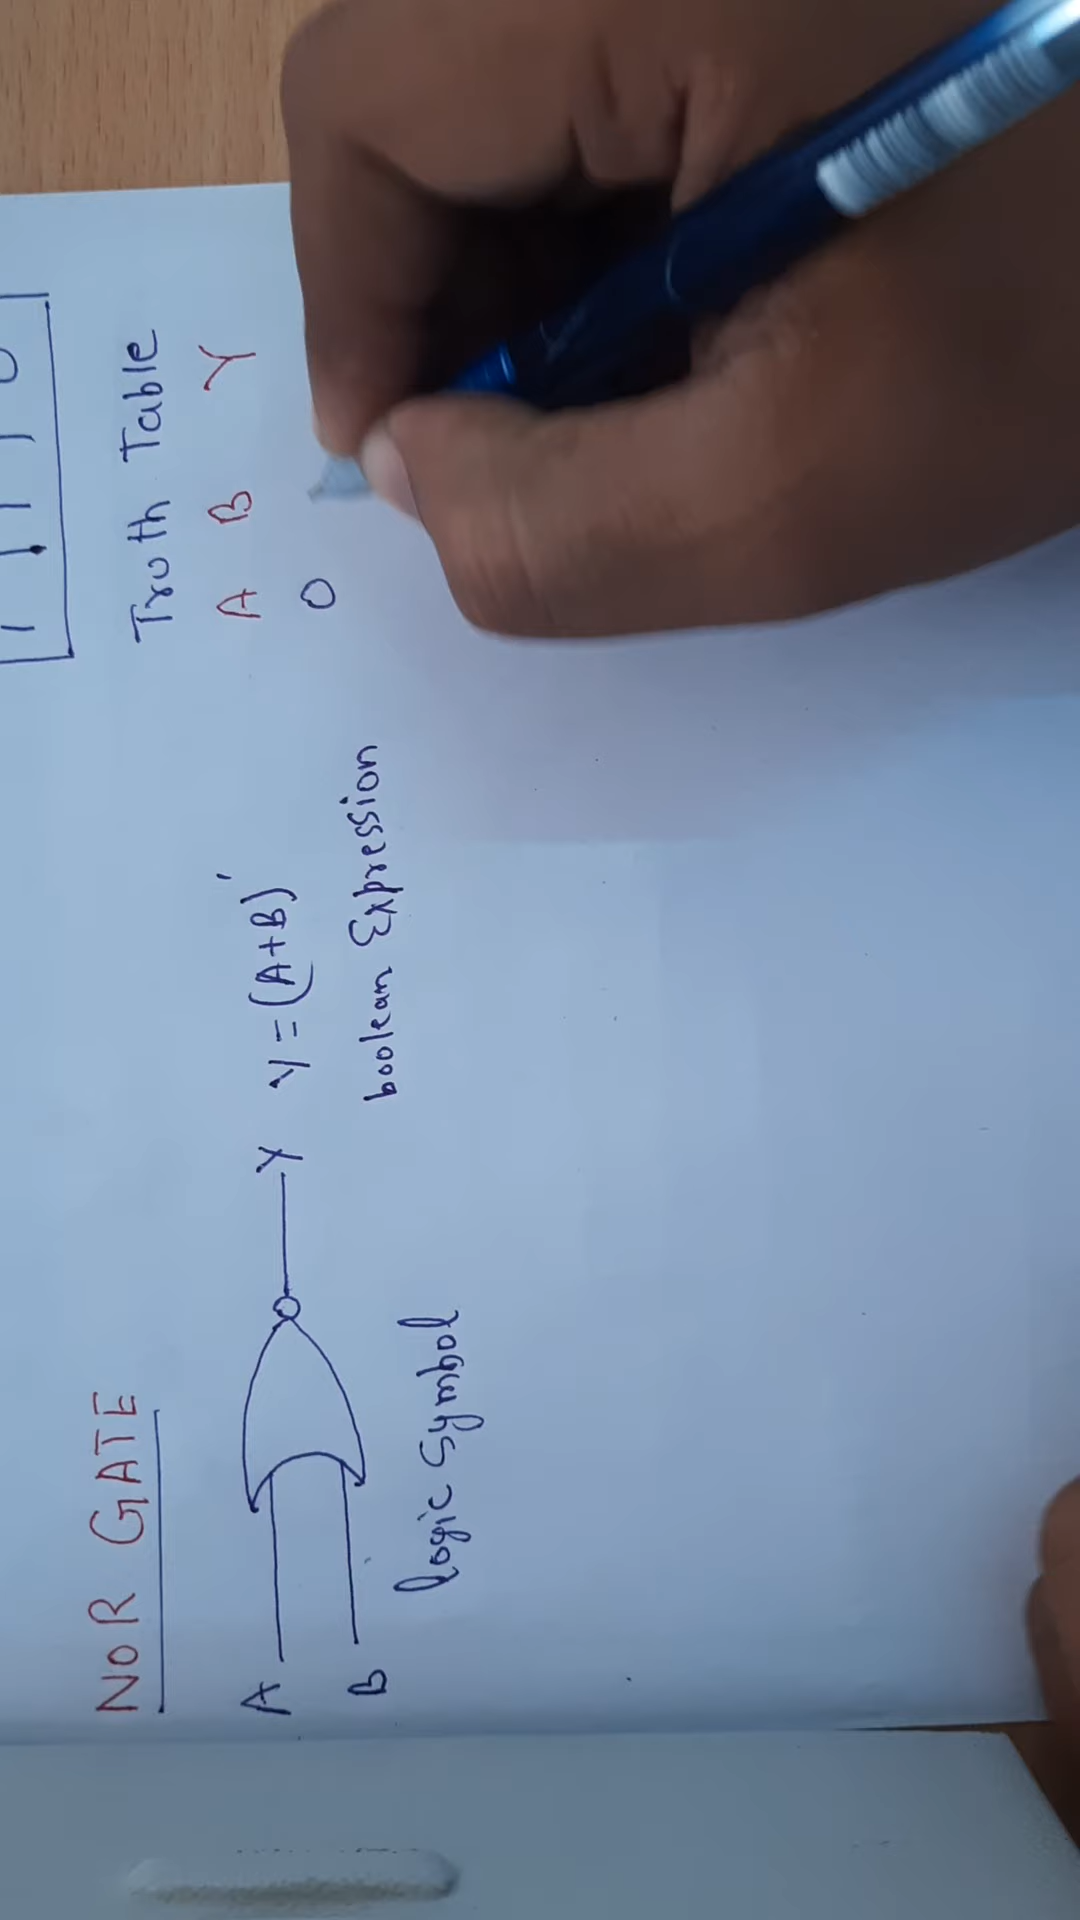 NOR GATE
A
B
Y
Y = (A+B)'
boolean Expression
logic Symbol
Truth Table
A B Y
0